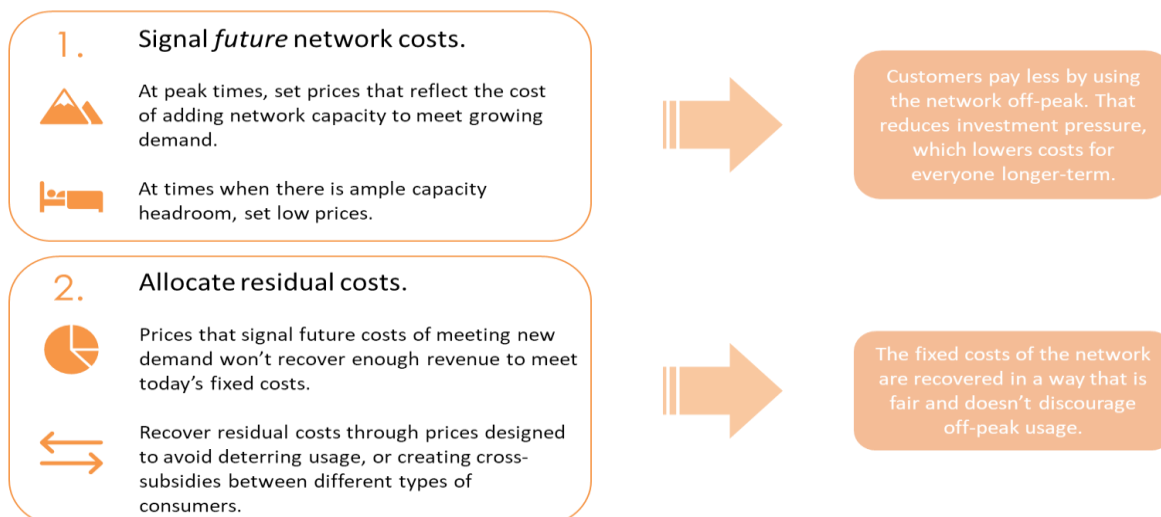 1.
Signal future network costs.
At peak times, set prices that reflect the cost
of adding network capacity to meet growing
demand.
At times when there is ample capacity
headroom, set low prices.
Customers pay less by using
the network off-peak. That
reduces investment pressure,
which lowers costs for
everyone longer-term.
2.
Allocate residual costs.
Prices that signal future costs of meeting new
demand won’t recover enough revenue to meet
today’s fixed costs.
Recover residual costs through prices designed
to avoid deterring usage, or creating cross-
subsidies between different types of
consumers.
The fixed costs of the network
are recovered in a way that is
fair and doesn’t discourage
off-peak usage.